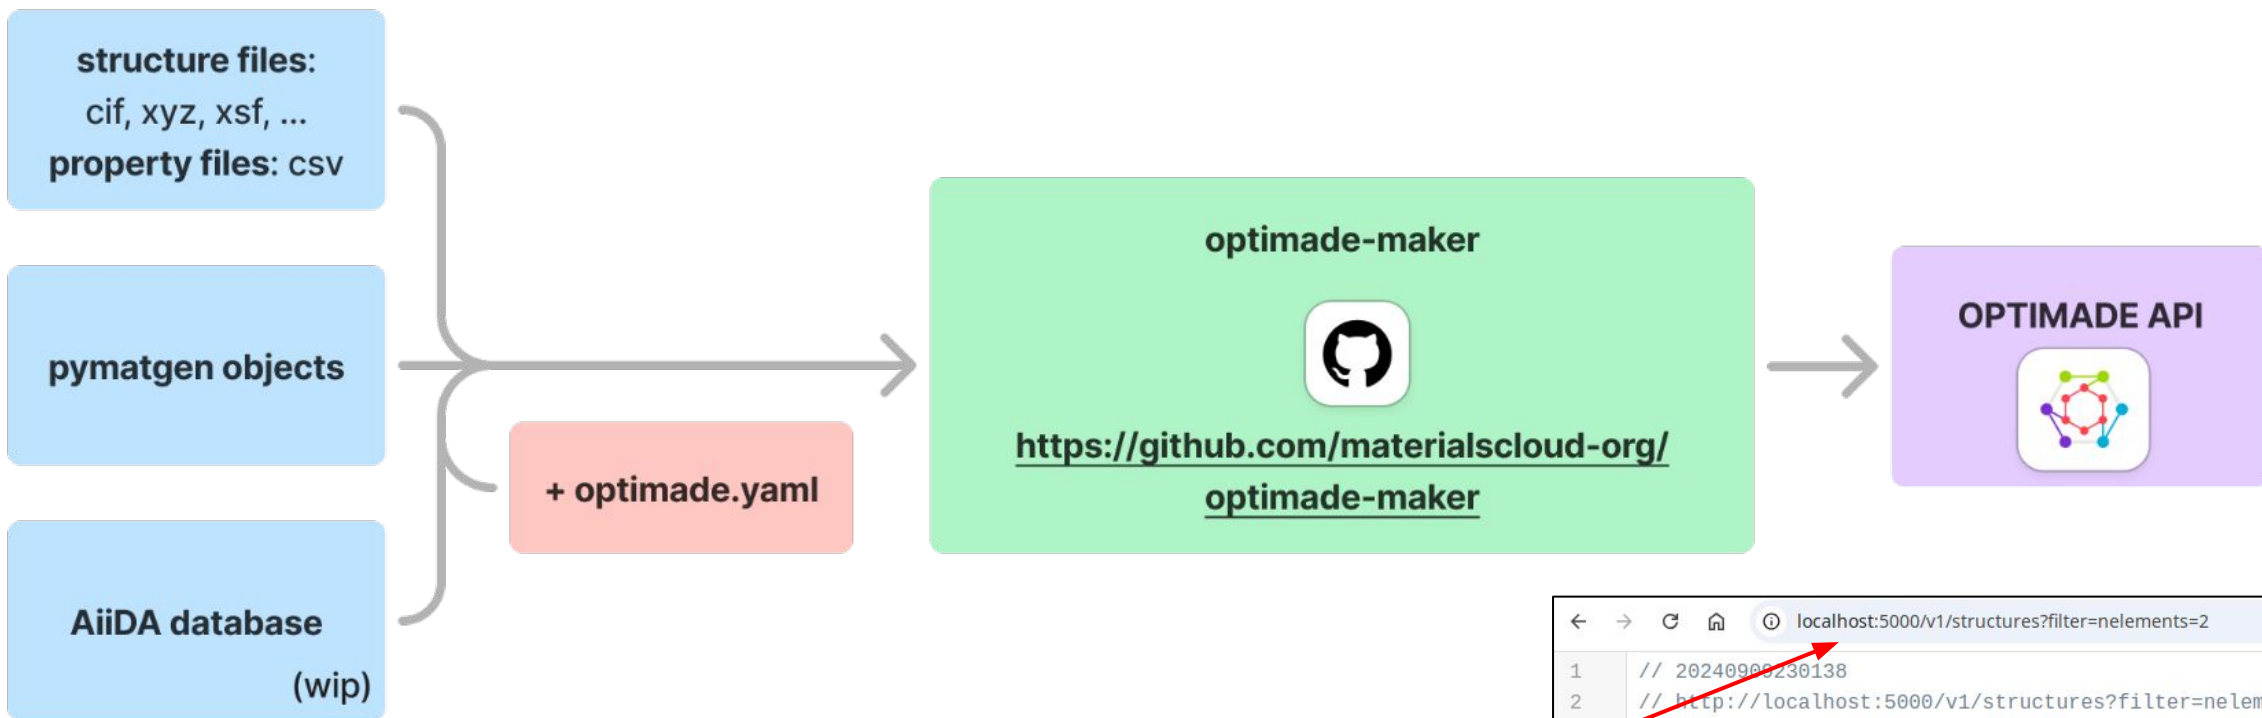 structure files:
cif, xyz, xsf, ...
property files: csv
pymatgen objects
AiiDA database
(wip)
+ optimade.yaml
optimade-maker
https://github.com/materialscloud-org/
optimade-maker
OPTIMADE API
localhost:5000/v1/structures?filter=nelements=2
1 // 20240909230138
2 // http://localhost:5000/v1/structures?filter=nelem